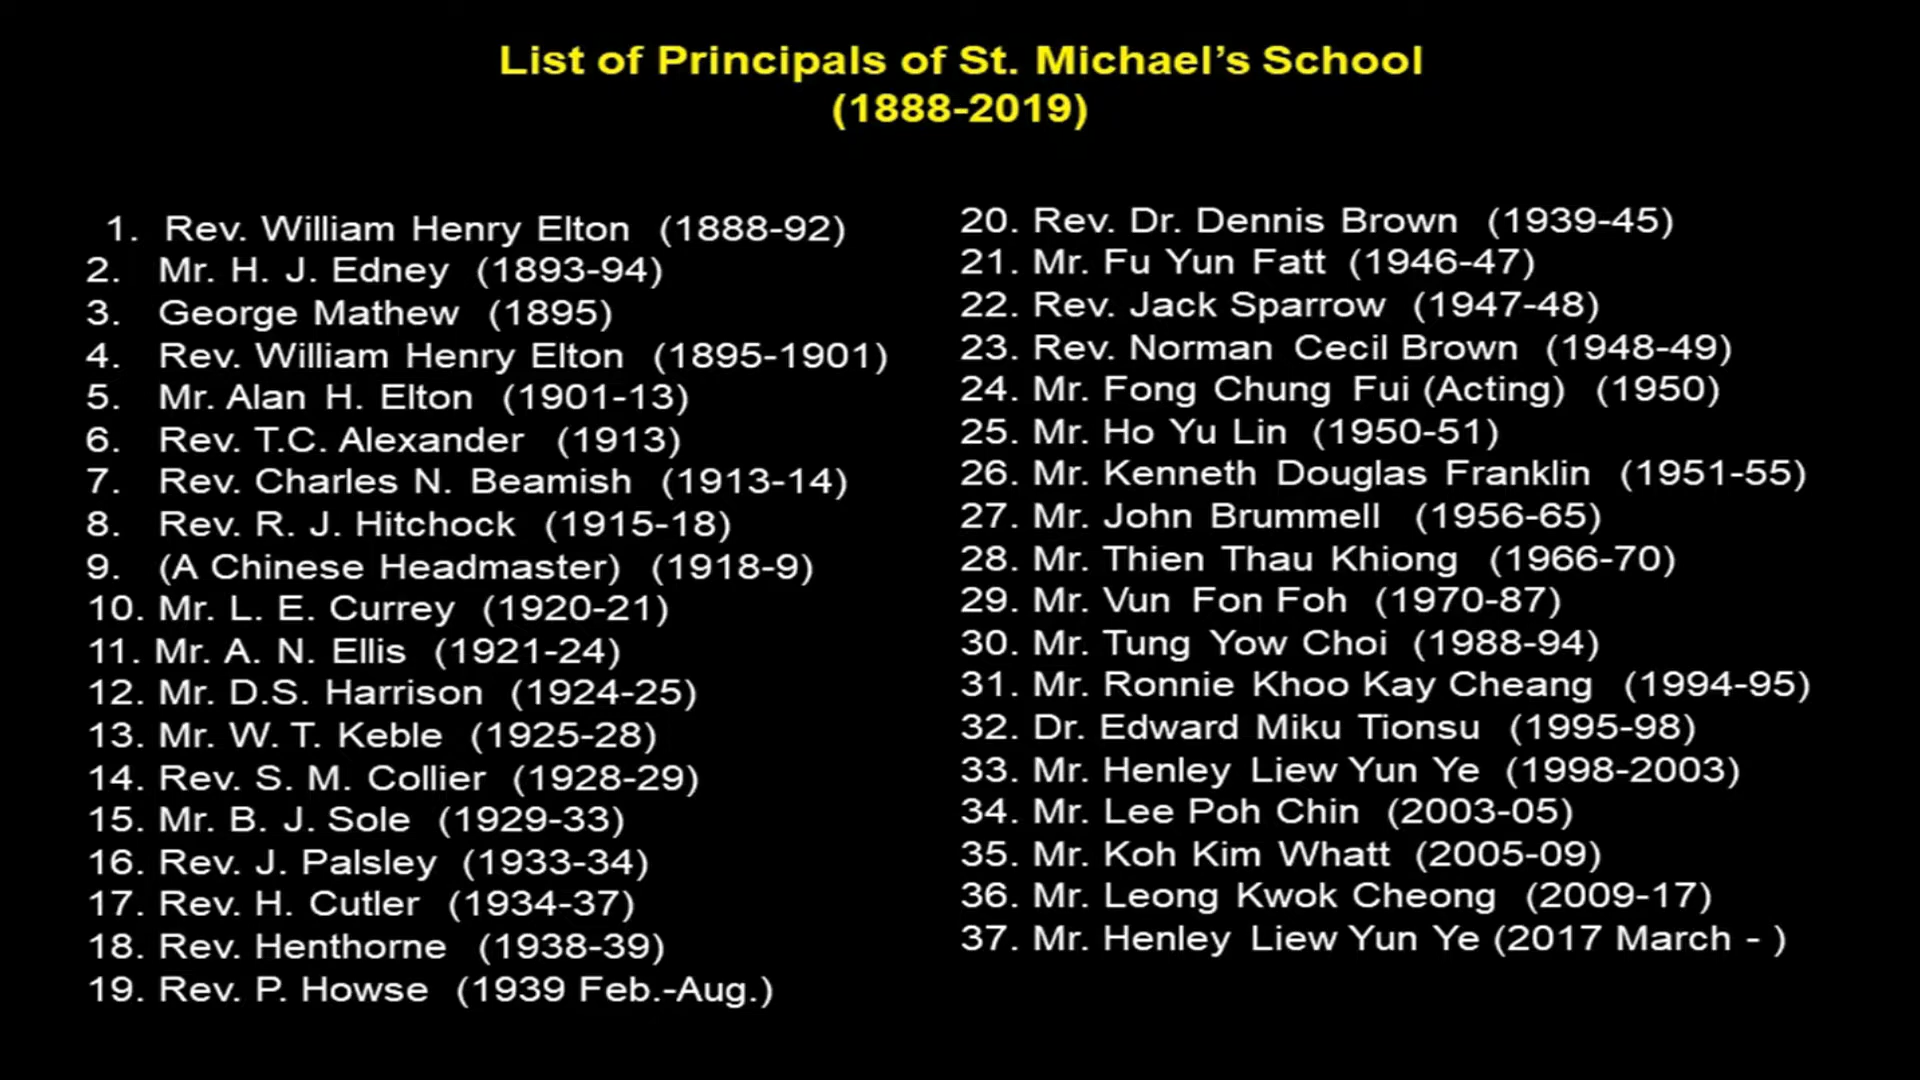 List of Principals of St. Michael’s School
(1888-2019)
1. Rev. William Henry Elton (1888-92)
2. Mr. H. J. Edney (1893-94)
3. George Mathew (1895)
4. Rev. William Henry Elton (1895-1901)
5. Mr. Alan H. Elton (1901-13)
6. Rev. T.C. Alexander (1913)
7. Rev. Charles N. Beamish (1913-14)
8. Rev. R. J. Hitchock (1915-18)
9. (A Chinese Headmaster) (1918-9)
10. Mr. L. E. Currey (1920-21)
11. Mr. A. N. Ellis (1921-24)
12. Mr. D.S. Harrison (1924-25)
13. Mr. W. T. Keble (1925-28)
14. Rev. S. M. Collier (1928-29)
15. Mr. B. J. Sole (1929-33)
16. Rev. J. Palsley (1933-34)
17. Rev. H. Cutler (1934-37)
18. Rev. Henthorne (1938-39)
19. Rev. P. Howse (1939 Feb.-Aug.)
20. Rev. Dr. Dennis Brown (1939-45)
21. Mr. Fu Yun Fatt (1946-47)
22. Rev. Jack Sparrow (1947-48)
23. Rev. Norman Cecil Brown (1948-49)
24. Mr. Fong Chung Fui (Acting) (1950)
25. Mr. Ho Yu Lin (1950-51)
26. Mr. Kenneth Douglas Franklin (1951-55)
27. Mr. John Brummell (1956-65)
28. Mr. Thien Thau Khiong (1966-70)
29. Mr. Vun Fon Foh (1970-87)
30. Mr. Tung Yow Choi (1988-94)
31. Mr. Ronnie Khoo Kay Cheang (1994-95)
32. Dr. Edward Miku Tionsu (1995-98)
33. Mr. Henley Liew Yun Ye (1998-2003)
34. Mr. Lee Poh Chin (2003-05)
35. Mr. Koh Kim Whatt (2005-09)
36. Mr. Leong Kwok Cheong (2009-17)
37. Mr. Henley Liew Yun Ye (2017 March - )